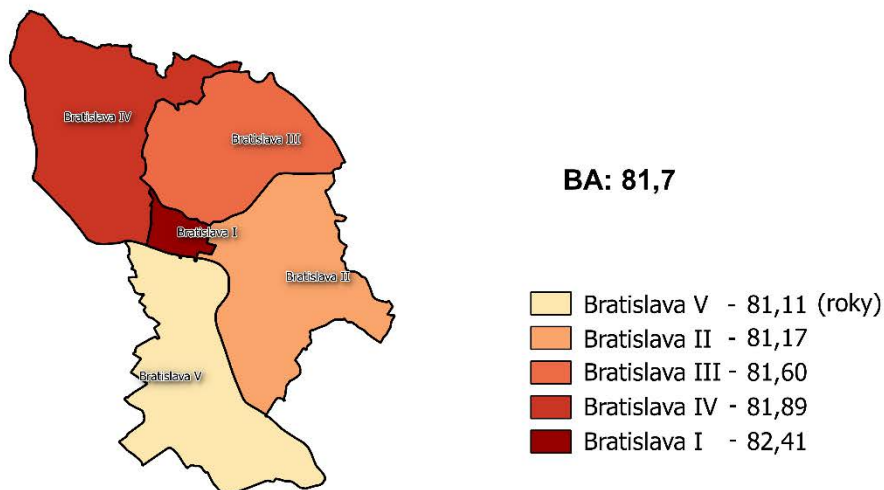 Bratislava IV
Bratislava III
BA: 81,7
Bratislava I
Bratislava II
Bratislava V
Bratislava V - 81,11 (roky)
Bratislava II - 81,17
Bratislava III - 81,60
Bratislava IV - 81,89
Bratislava I - 82,41